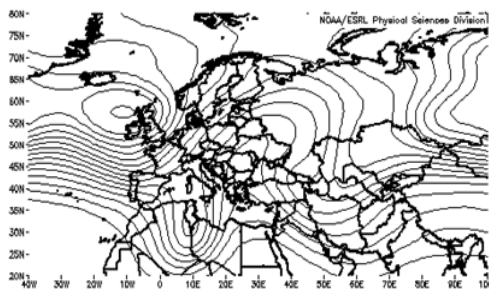 NOAA/ESRL Physical Sciences Division
80N
75N
70N
65N
60N
55N
50N
45N
40N
35N
30N
25N
20N
40W 30W 20W 10W 0 10E 20E 30E 40E 50E 60E 70E 80E 90E